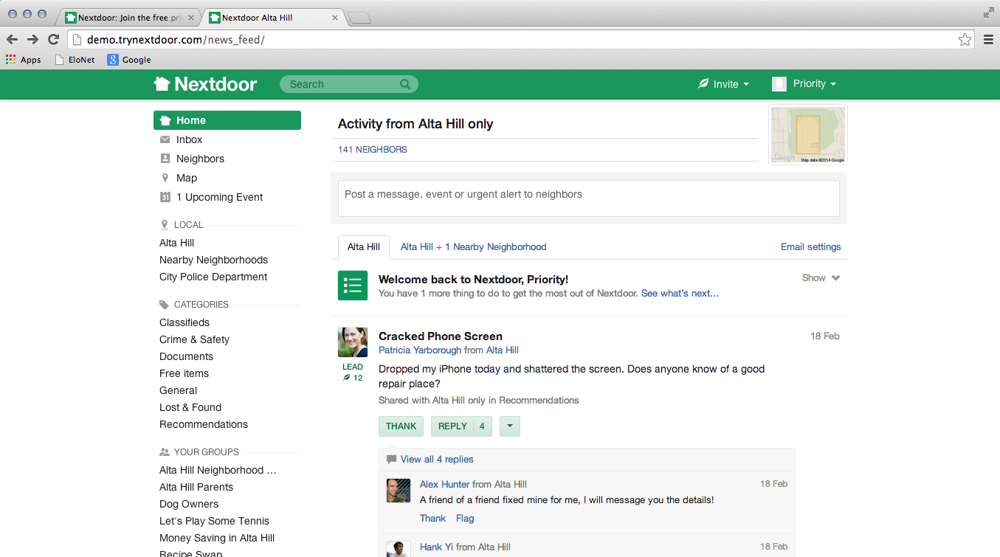 Nextdoor: Join the free pri
Nextdoor Alta Hill
demo.trynextdoor.com/news_feed/
Apps
EloNet
Google
Nextdoor
Search
Invite
Priority
Home
Inbox
Neighbors
Map
31
1 Upcoming Event
LOCAL
Alta Hill
Nearby Neighborhoods
City Police Department
CATEGORIES
Classifieds
Crime & Safety
Documents
Free items
General
Lost & Found
Recommendations
YOUR GROUPS
Alta Hill Neighborhood …
Alta Hill Parents
Dog Owners
Let's Play Some Tennis
Money Saving in Alta Hill
Recipe Swap
Activity from Alta Hill only
141 NEIGHBORS
Google
Map data ©2014 Google
Post a message, event or urgent alert to neighbors
Alta Hill
Alta Hill + 1 Nearby Neighborhood
Email settings
Welcome back to Nextdoor, Priority!
Show
You have 1 more thing to do to get the most out of Nextdoor. See what's next...
Cracked Phone Screen
18 Feb
Patricia Yarborough from Alta Hill
LEAD
12
Dropped my iPhone today and shattered the screen. Does anyone know of a good
repair place?
Shared with Alta Hill only in Recommendations
THANK
REPLY 4
View all 4 replies
Alex Hunter from Alta Hill
18 Feb
A friend of a friend fixed mine for me, I will message you the details!
Thank Flag
Hank Yi from Alta Hill
18 Feb